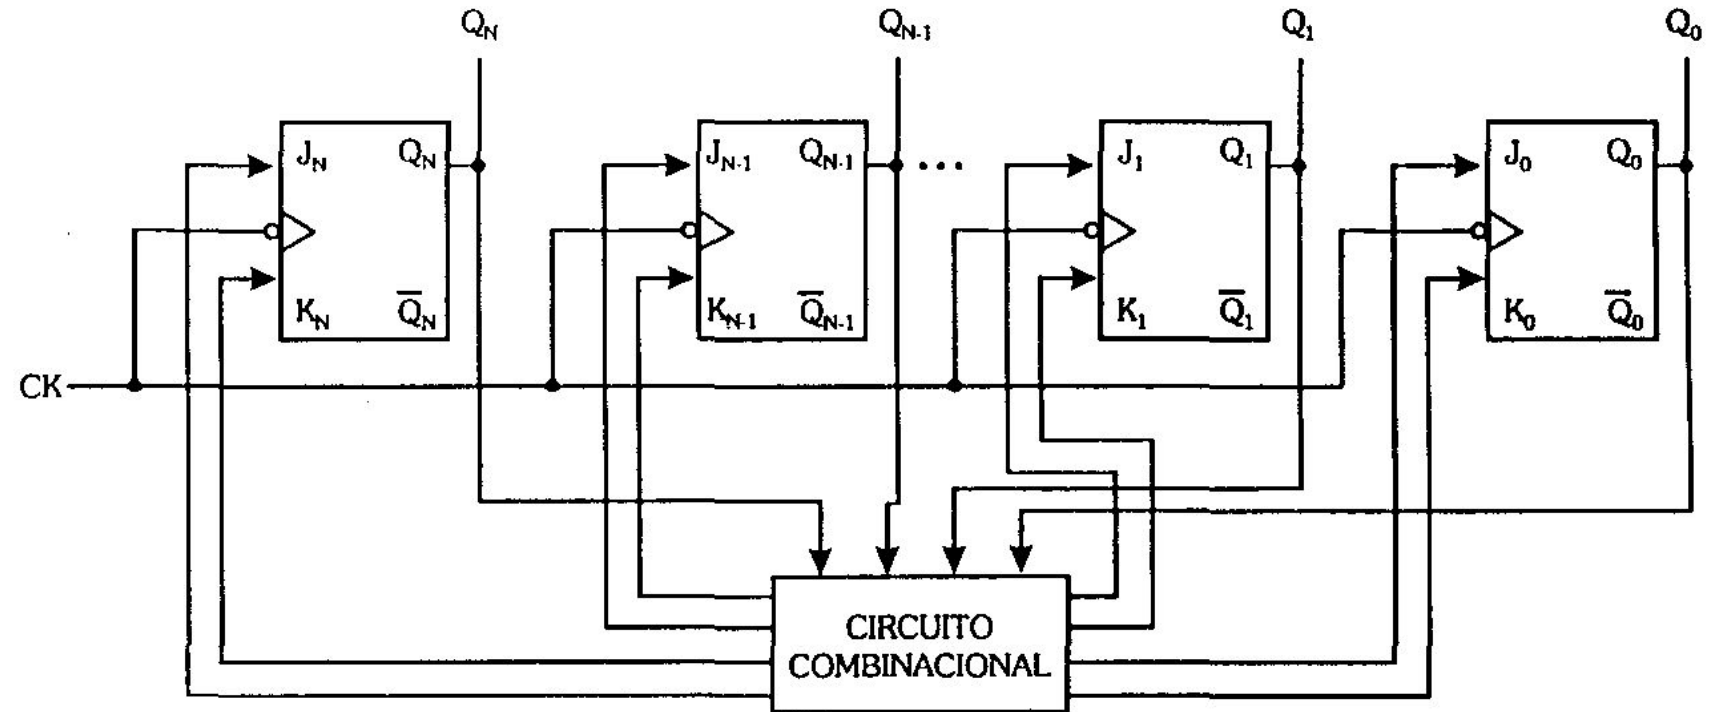 Q_N Q_N-1 Q_1 Q_0
J_N Q_N J_N-1 Q_N-1 ... J_1 Q_1 J_0 Q_0
K_N Q̅_N K_N-1 Q̅_N-1 K_1 Q̅_1 K_0 Q̅_0
CK
CIRCUITO
COMBINACIONAL